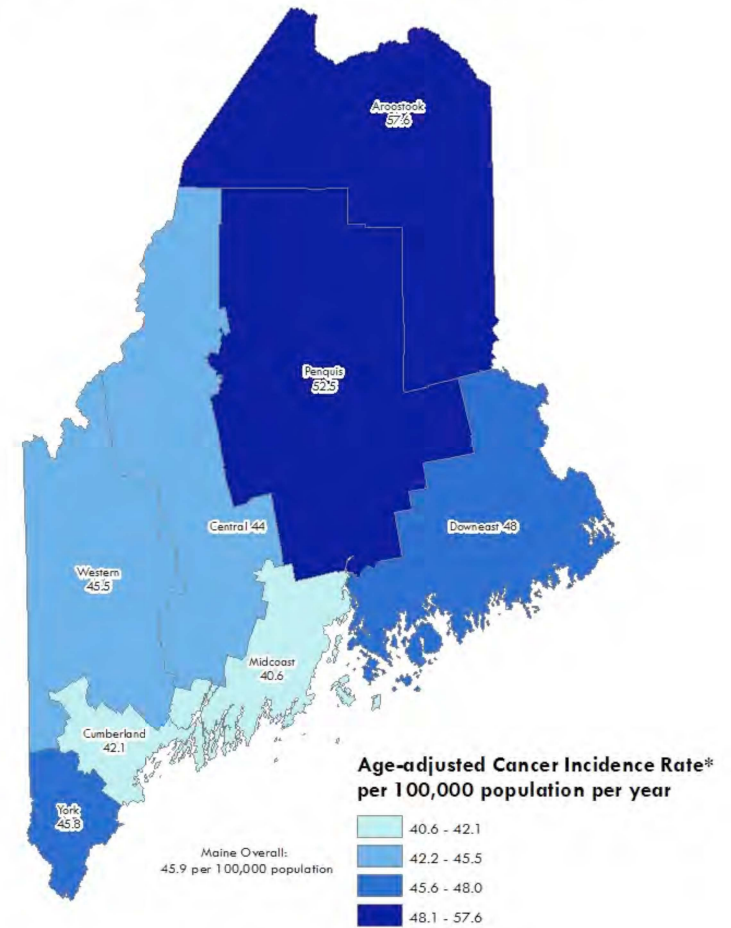 Aroostook
57.6
Penquis
52.5
Central 44
Downeast 48
Western
45.5
Midcoast
40.6
Cumberland
42.1
York
45.8
Maine Overall:
45.9 per 100,000 population
Age-adjusted Cancer Incidence Rate*
per 100,000 population per year
40.6 - 42.1
42.2 - 45.5
45.6 - 48.0
48.1 - 57.6